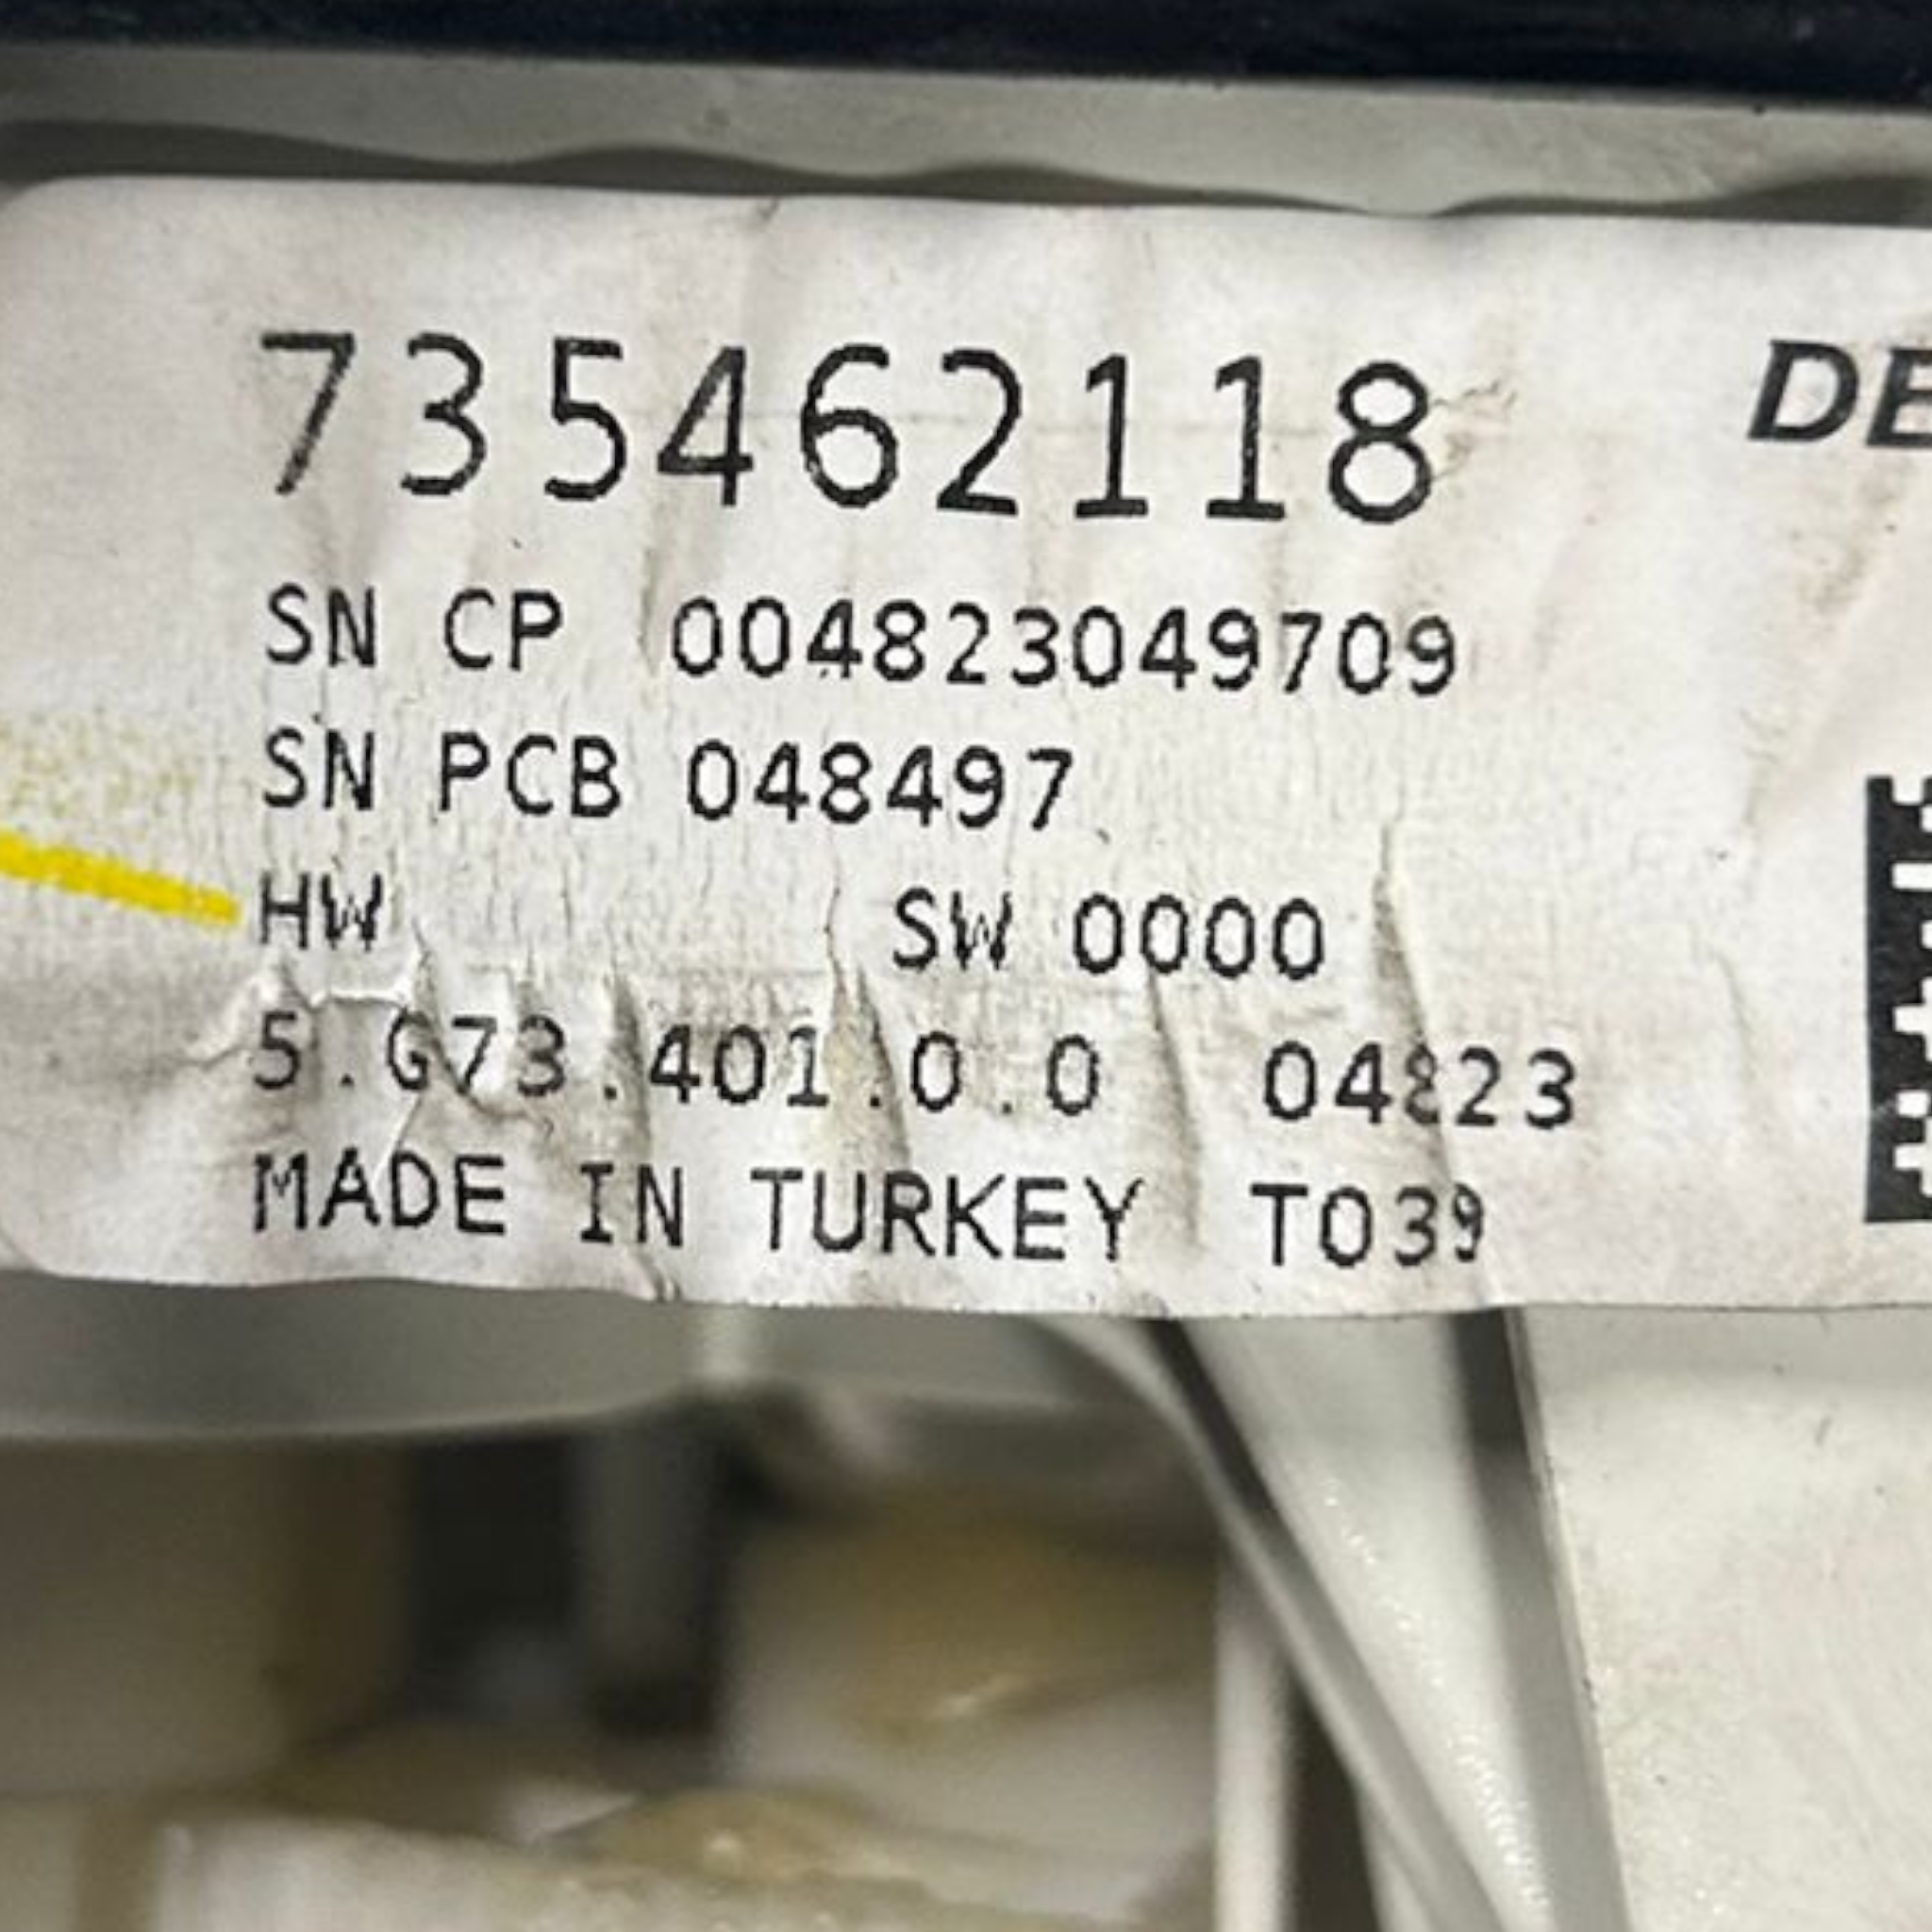 735462118
DE
SN CP 004823049709
SN PCB 048497
HW SW 0000
5.G73.401.0.0 04823
MADE IN TURKEY T039